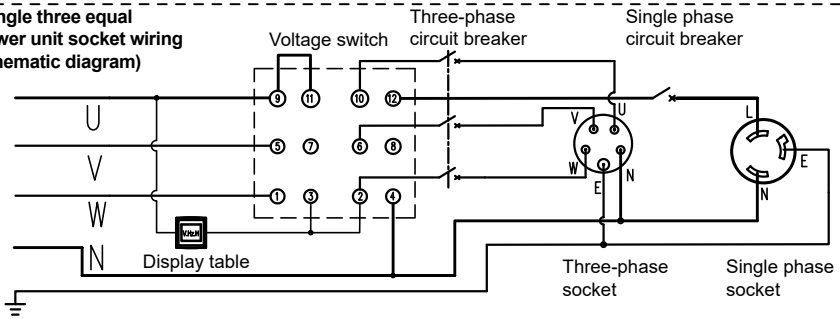 ngle three equal
wer unit socket wiring
ematic diagram)
Voltage switch
Three-phase
circuit breaker
Single phase
circuit breaker
9 11 10 12
U
5 7 6 8
V
1 3 2 4
W
N
V.Hz.H
Display table
V U
W N
E
L
E
N
Three-phase
socket
Single phase
socket